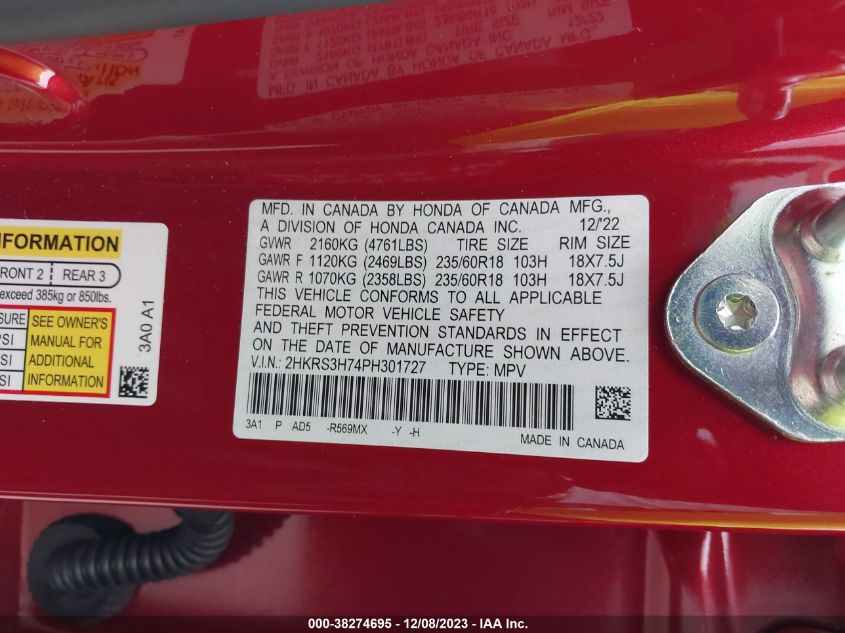 MFD. IN CANADA BY HONDA OF CANADA MFG.,
A DIVISION OF HONDA CANADA INC. 12/'22
GVWR 2160KG (4761LBS) TIRE SIZE RIM SIZE
GAWR F 1120KG (2469LBS) 235/60R18 103H 18X7.5J
GAWR R 1070KG (2358LBS) 235/60R18 103H 18X7.5J
THIS VEHICLE CONFORMS TO ALL APPLICABLE
FEDERAL MOTOR VEHICLE SAFETY
AND THEFT PREVENTION STANDARDS IN EFFECT
ON THE DATE OF MANUFACTURE SHOWN ABOVE.
V.I.N.: 2HKRS3H74PH301727 TYPE: MPV
3A1 P AD5 -R569MX -Y -H
MADE IN CANADA
FORMATION
FRONT 2 REAR 3
exceed 385kg or 850lbs.
SURE SEE OWNER'S
PSI MANUAL FOR
SI ADDITIONAL
SI INFORMATION
3A0 A1
000-38274695 - 12/08/2023 - IAA Inc.